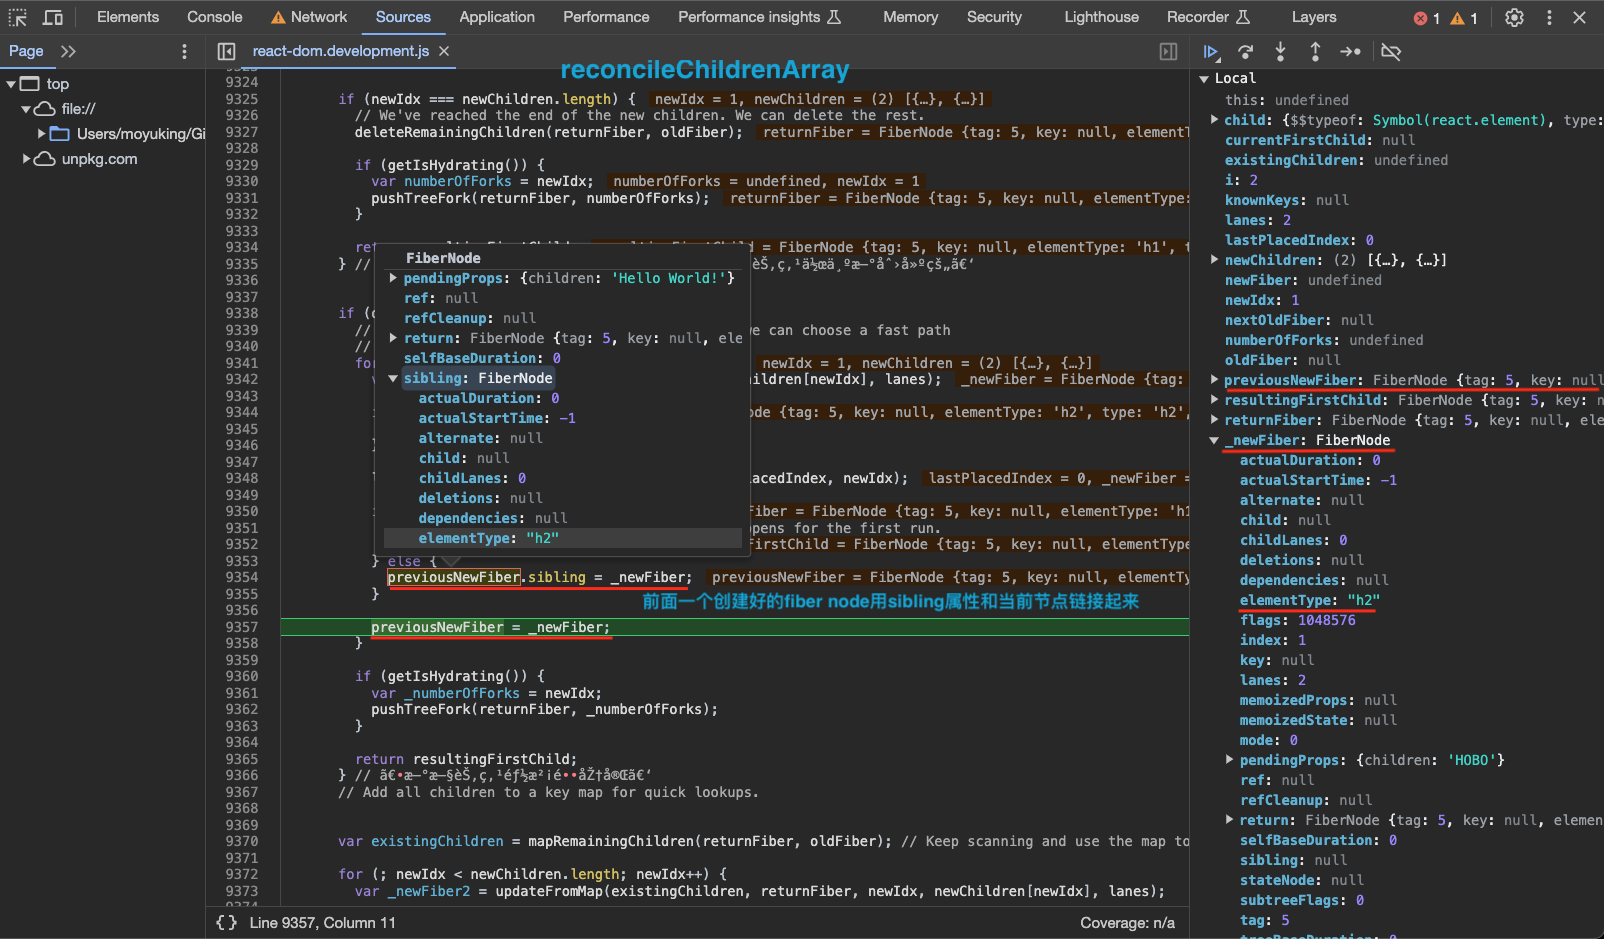 Elements Console Network Sources Application Performance Performance insights Memory Security Lighthouse Recorder Layers 1 1
Page
react-dom.development.js
top
file://
Users/moyuking/Gi
unpkg.com
reconcileChildrenArray
9324
9325 if (newIdx === newChildren.length) { newIdx = 1, newChildren = (2) [{…}, {…}]
9326 // We've reached the end of the new children. We can delete the rest.
9327 deleteRemainingChildren(returnFiber, oldFiber); returnFiber = FiberNode {tag: 5, key: null, elementT
9328
9329 if (getIsHydrating()) {
9330 var numberOfForks = newIdx; numberOfForks = undefined, newIdx = 1
9331 pushTreeFork(returnFiber, numberOfForks); returnFiber = FiberNode {tag: 5, key: null, elementType:
9332 }
9333
9334 = FiberNode {tag: 5, key: null, elementType: 'h1', t
9335 } //
9336
9337
9338 if (
9339 // we can choose a fast path
9340 //
9341 for newIdx = 1, newChildren = (2) [{…}, {…}]
9342 ildren[newIdx], lanes); _newFiber = FiberNode {tag:
9343
9344 ode {tag: 5, key: null, elementType: 'h2', type: 'h2',
9345
9346 }
9347
9348 acedIndex, newIdx); lastPlacedIndex = 0, _newFiber =
9349
9350 Fiber = FiberNode {tag: 5, key: null, elementType: 'h1'
9351 pens for the first run.
9352 FirstChild = FiberNode {tag: 5, key: null, elementType
9353 } else {
9354 previousNewFiber.sibling = _newFiber; previousNewFiber = FiberNode {tag: 5, key: null, elementTy
9355 }
前面一个创建好的fiber node用sibling属性和当前节点链接起来
9356
9357 previousNewFiber = _newFiber;
9358 }
9359
9360 if (getIsHydrating()) {
9361 var _numberOfForks = newIdx;
9362 pushTreeFork(returnFiber, _numberOfForks);
9363 }
9364
9365 return resultingFirstChild;
9366 } //
9367 // Add all children to a key map for quick lookups.
9368
9369
9370 var existingChildren = mapRemainingChildren(returnFiber, oldFiber); // Keep scanning and use the map to
9371
9372 for (; newIdx < newChildren.length; newIdx++) {
9373 var _newFiber2 = updateFromMap(existingChildren, returnFiber, newIdx, newChildren[newIdx], lanes);
FiberNode
pendingProps: {children: 'Hello World!'}
ref: null
refCleanup: null
return: FiberNode {tag: 5, key: null, ele
selfBaseDuration: 0
sibling: FiberNode
actualDuration: 0
actualStartTime: -1
alternate: null
child: null
childLanes: 0
deletions: null
dependencies: null
elementType: "h2"
Local
this: undefined
child: {$$typeof: Symbol(react.element), type:
currentFirstChild: null
existingChildren: undefined
i: 2
knownKeys: null
lanes: 2
lastPlacedIndex: 0
newChildren: (2) [{…}, {…}]
newFiber: undefined
newIdx: 1
nextOldFiber: null
numberOfForks: undefined
oldFiber: null
previousNewFiber: FiberNode {tag: 5, key: null
resultingFirstChild: FiberNode {tag: 5, key: n
returnFiber: FiberNode {tag: 5, key: null, ele
_newFiber: FiberNode
actualDuration: 0
actualStartTime: -1
alternate: null
child: null
childLanes: 0
deletions: null
dependencies: null
elementType: "h2"
flags: 1048576
index: 1
key: null
lanes: 2
memoizedProps: null
memoizedState: null
mode: 0
pendingProps: {children: 'HOBO'}
ref: null
refCleanup: null
return: FiberNode {tag: 5, key: null, elemen
selfBaseDuration: 0
sibling: null
stateNode: null
subtreeFlags: 0
tag: 5
{} Line 9357, Column 11 Coverage: n/a